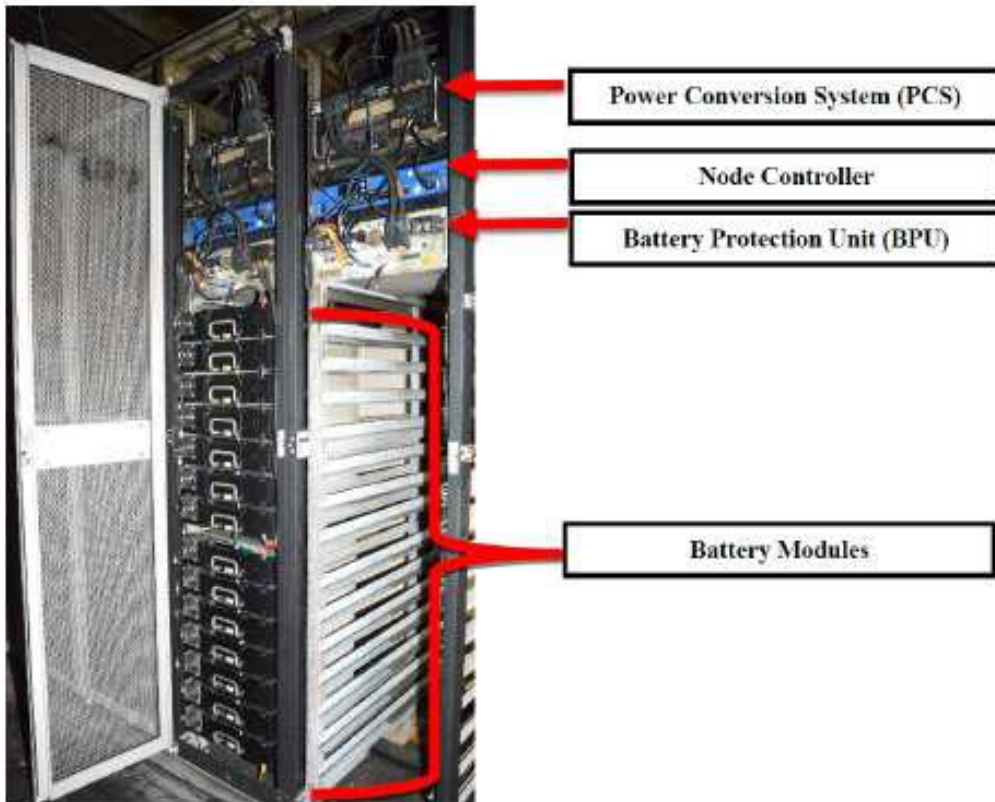 Power Conversion System (PCS)
Node Controller
Battery Protection Unit (BPU)
Battery Modules